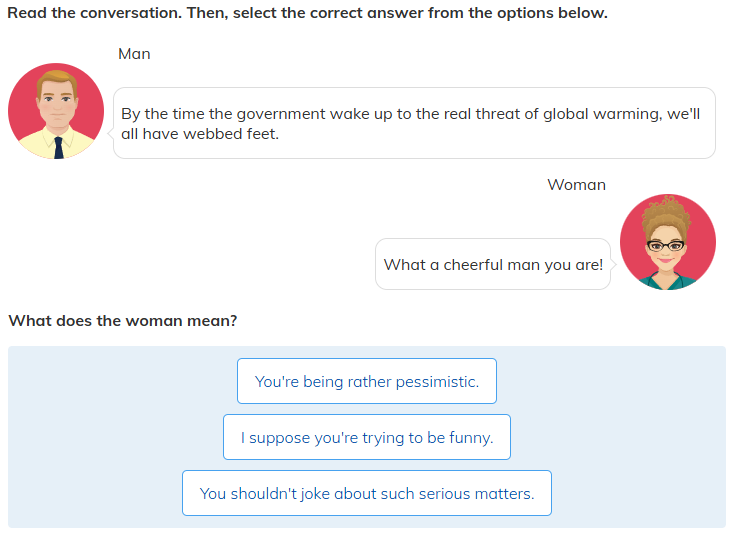 Read the conversation. Then, select the correct answer from the options below.
Man
By the time the government wake up to the real threat of global warming, we'll
all have webbed feet.
Woman
What a cheerful man you are!
What does the woman mean?
You're being rather pessimistic.
I suppose you're trying to be funny.
You shouldn't joke about such serious matters.